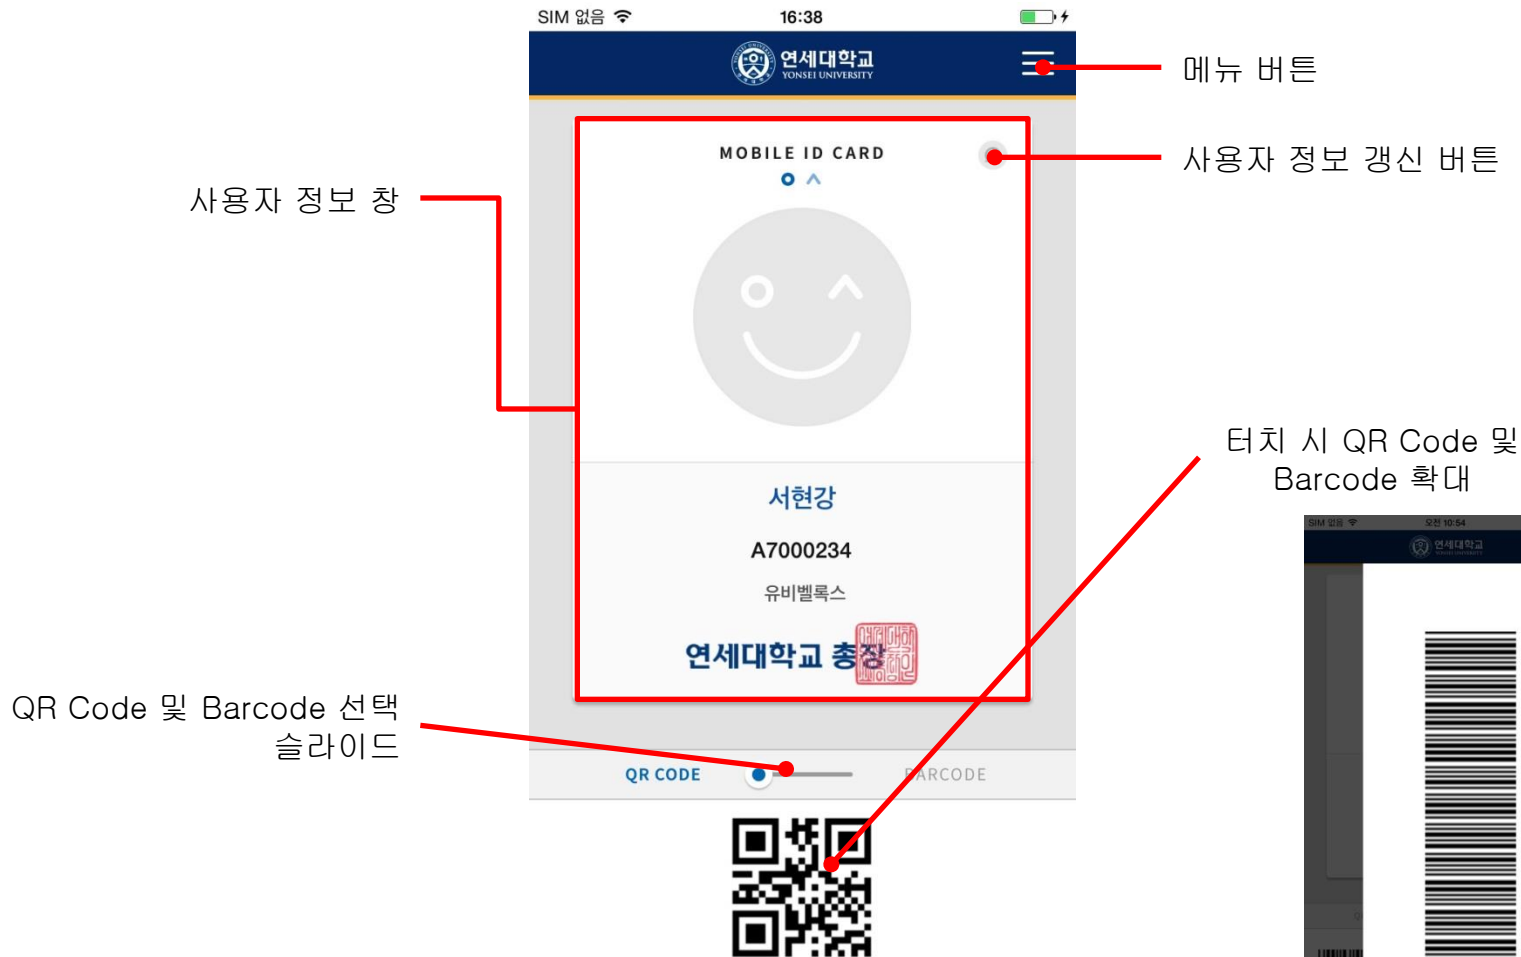 SIM 없음 16:38
연세대학교
YONSEI UNIVERSITY
메뉴 버튼
MOBILE ID CARD
사용자 정보 갱신 버튼
사용자 정보 창
터치 시 QR Code 및
Barcode 확대
서현강
A7000234
유비벨록스
연세대학교 총장
QR Code 및 Barcode 선택
슬라이드
QR CODE
BARCODE
SIM 없음 오전 10:54
연세대학교
YONSEI UNIVERSITY